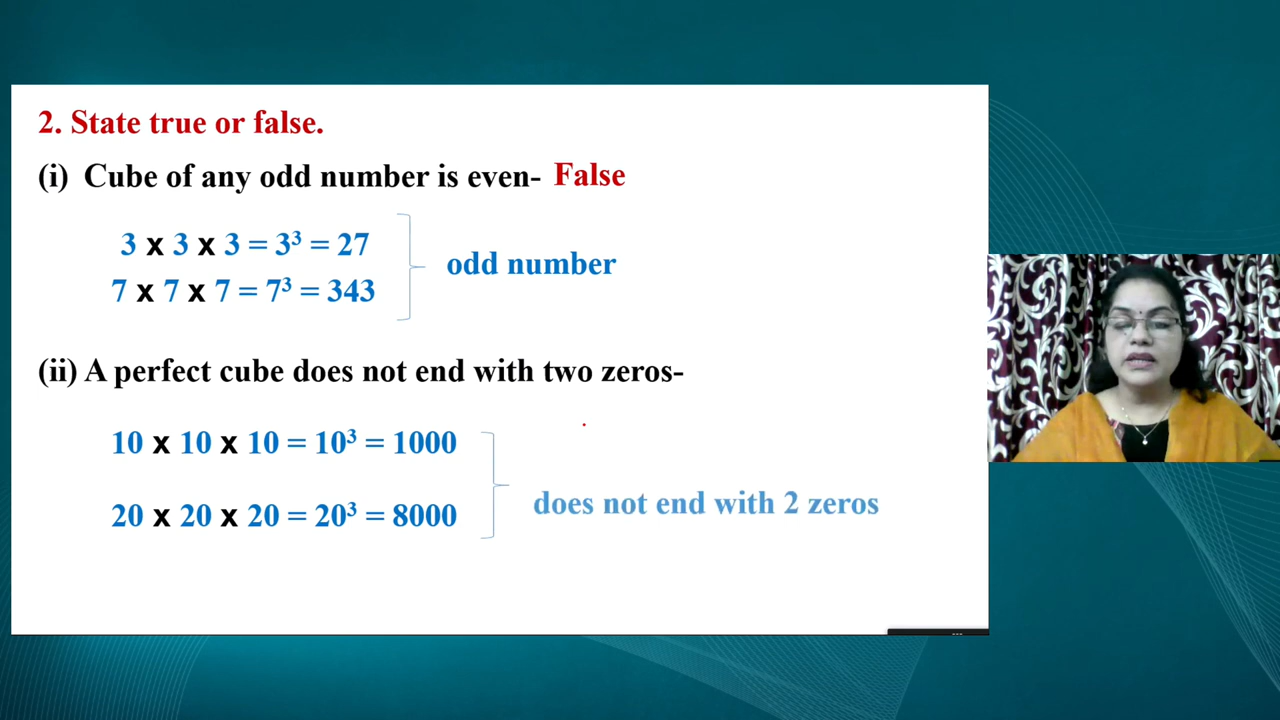 2. State true or false.
(i) Cube of any odd number is even- False
3 x 3 x 3 = 3³ = 27
7 x 7 x 7 = 7³ = 343
odd number
(ii) A perfect cube does not end with two zeros-
10 x 10 x 10 = 10³ = 1000
20 x 20 x 20 = 20³ = 8000
does not end with 2 zeros